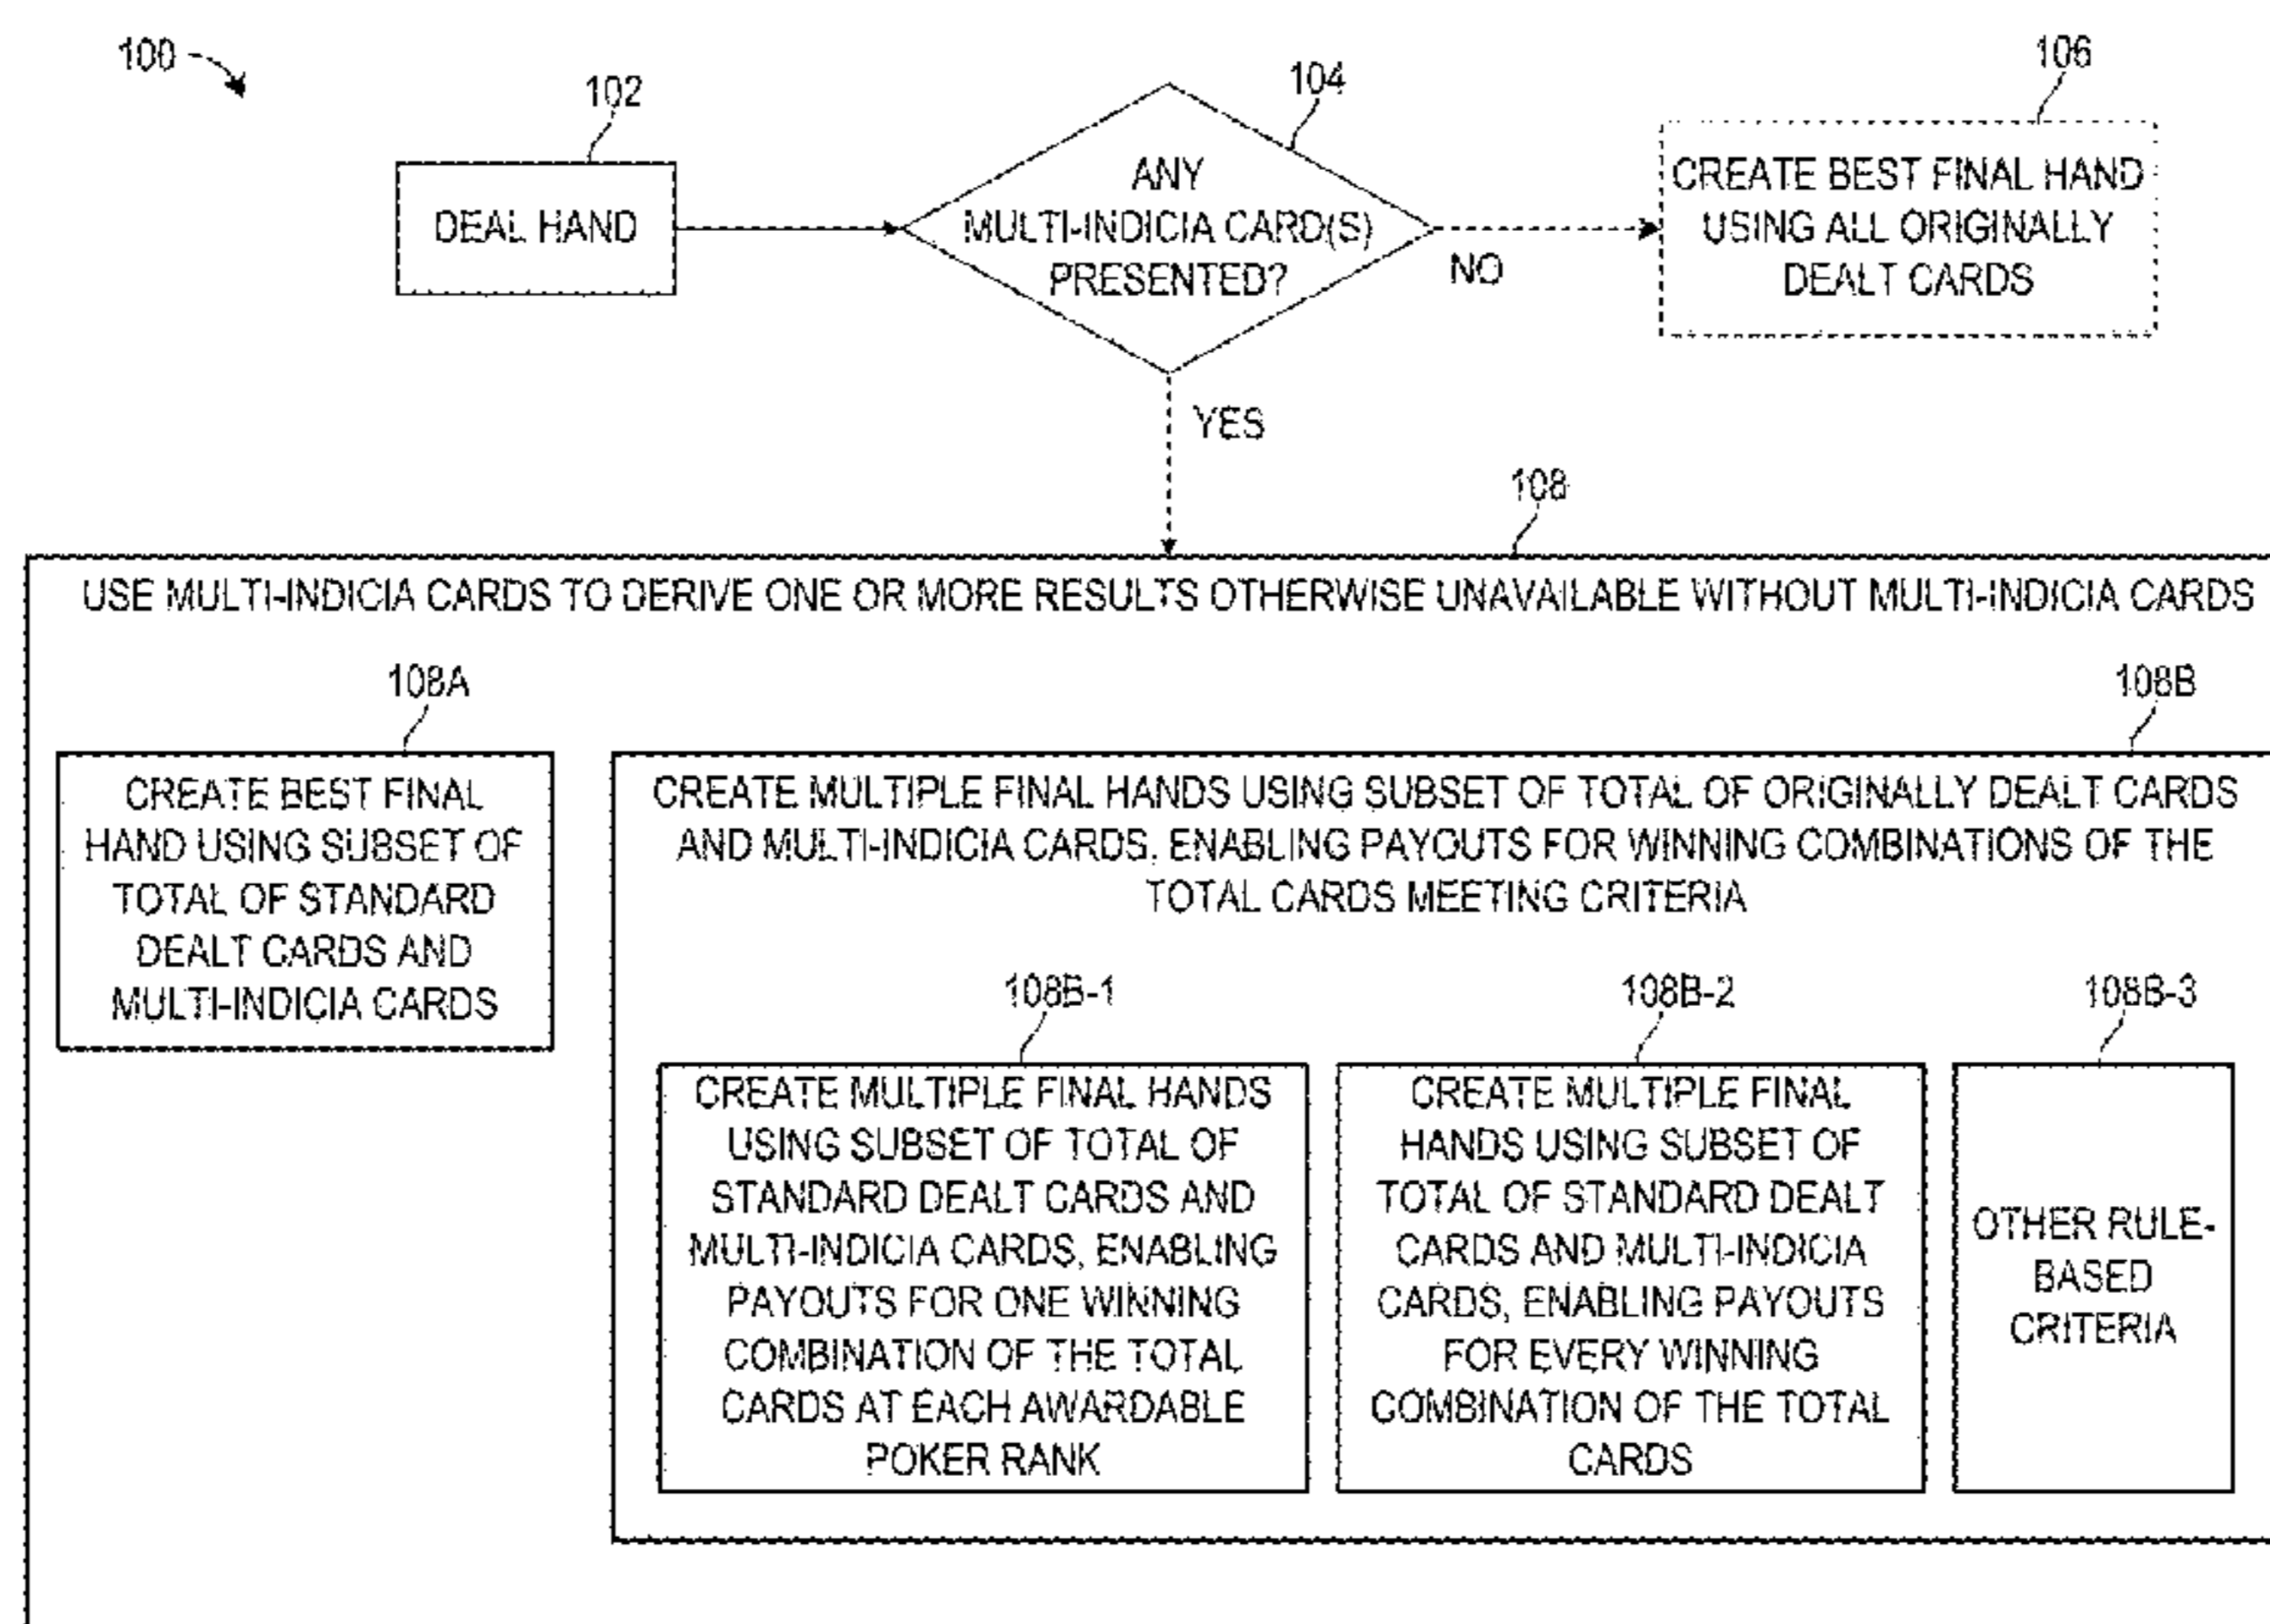 100
102
104
106
DEAL HAND
ANY
MULTI-INDICIA CARD(S)
PRESENTED?
NO
CREATE BEST FINAL HAND
USING ALL ORIGINALLY
DEALT CARDS
YES
108
USE MULTI-INDICIA CARDS TO DERIVE ONE OR MORE RESULTS OTHERWISE UNAVAILABLE WITHOUT MULTI-INDICIA CARDS
108A
CREATE BEST FINAL
HAND USING SUBSET OF
TOTAL OF STANDARD
DEALT CARDS AND
MULTI-INDICIA CARDS
108B
CREATE MULTIPLE FINAL HANDS USING SUBSET OF TOTAL OF ORIGINALLY DEALT CARDS
AND MULTI-INDICIA CARDS, ENABLING PAYOUTS FOR WINNING COMBINATIONS OF THE
TOTAL CARDS MEETING CRITERIA
108B-1
CREATE MULTIPLE FINAL HANDS
USING SUBSET OF TOTAL OF
STANDARD DEALT CARDS AND
MULTI-INDICIA CARDS, ENABLING
PAYOUTS FOR ONE WINNING
COMBINATION OF THE TOTAL
CARDS AT EACH AWARDABLE
POKER RANK
108B-2
CREATE MULTIPLE FINAL
HANDS USING SUBSET OF
TOTAL OF STANDARD DEALT
CARDS AND MULTI-INDICIA
CARDS, ENABLING PAYOUTS
FOR EVERY WINNING
COMBINATION OF THE TOTAL
CARDS
108B-3
OTHER RULE-
BASED
CRITERIA